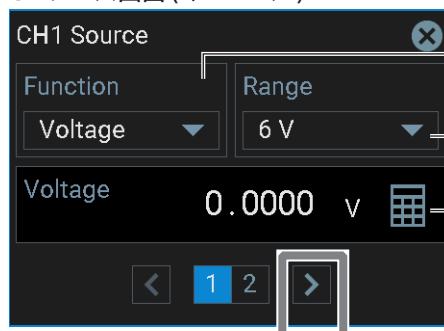 CH1 Source
Function
Range
Voltage
6 V
Voltage
0.0000 V
1 2